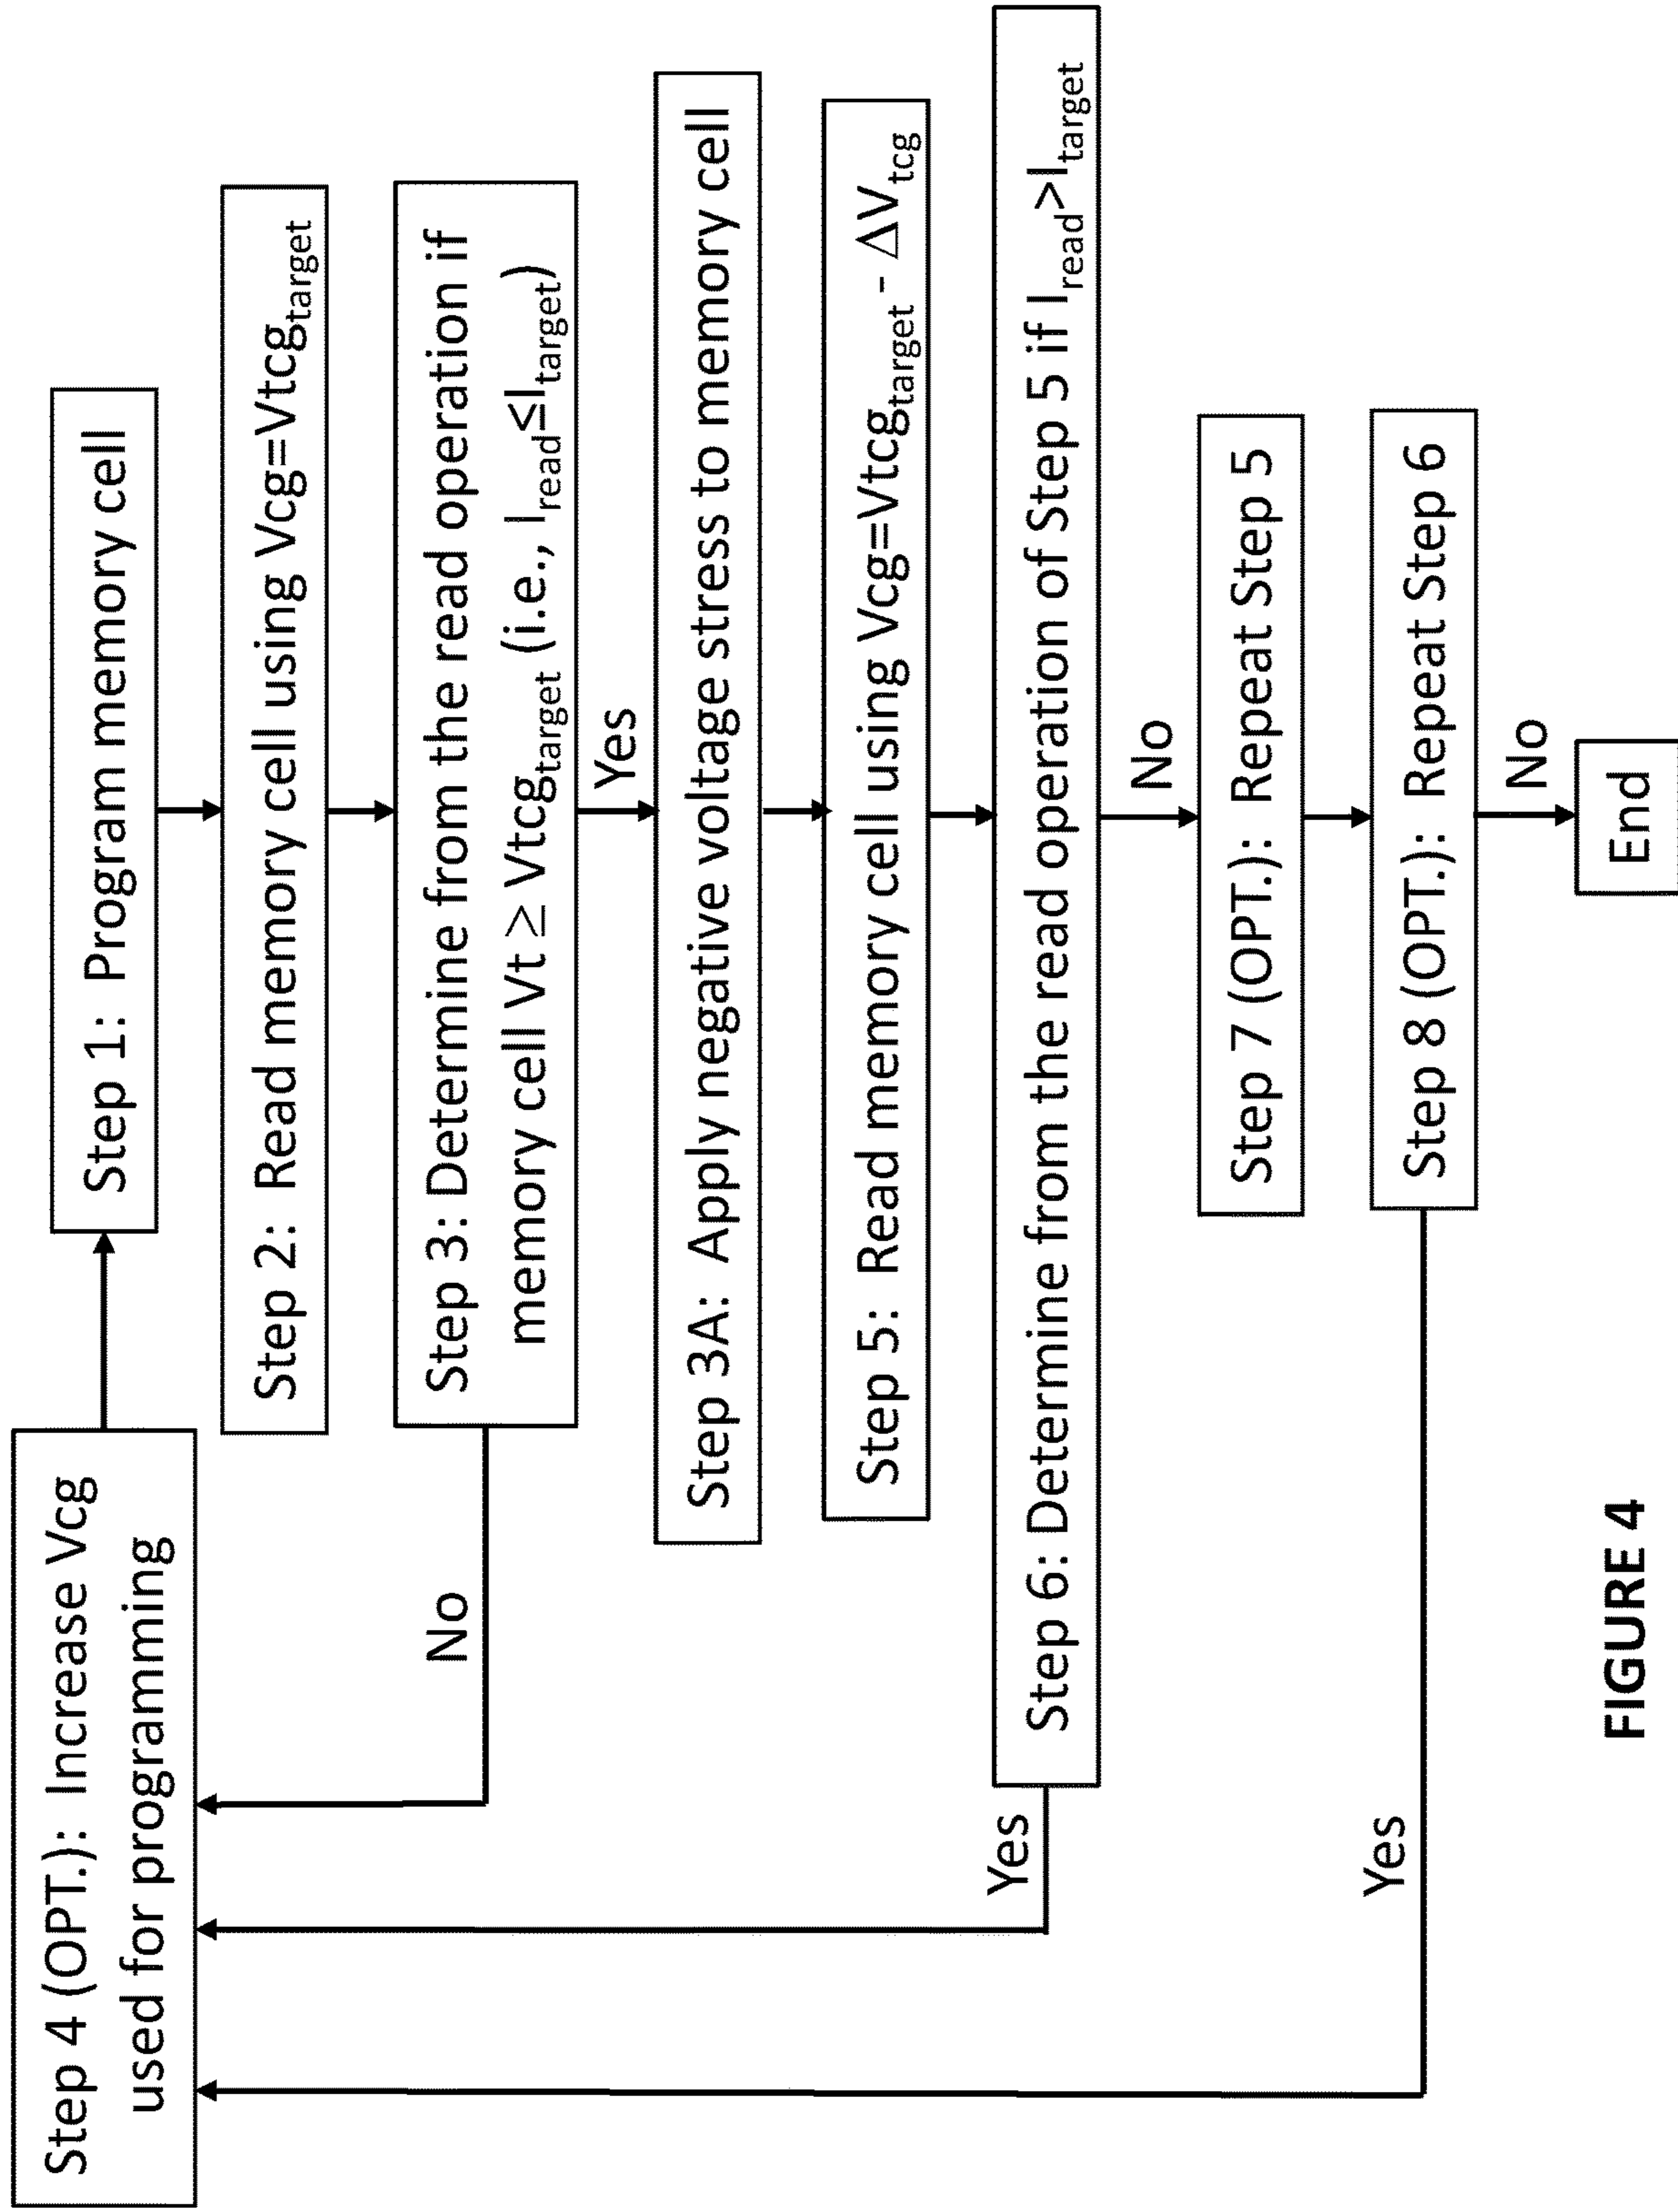 Step 4 (OPT.): Increase Vcg
used for programming
Step 1: Program memory cell
Step 2: Read memory cell using Vcg=Vtcgtarget
Step 3: Determine from the read operation if
memory cell Vt ≥ Vtcgtarget (i.e., Iread≤Itarget)
No
Yes
Step 3A: Apply negative voltage stress to memory cell
Step 5: Read memory cell using Vcg=Vtcgtarget - ΔVtcg
Step 6: Determine from the read operation of Step 5 if Iread>Itarget
Yes
No
Step 7 (OPT.): Repeat Step 5
Step 8 (OPT.): Repeat Step 6
Yes
No
End
FIGURE 4